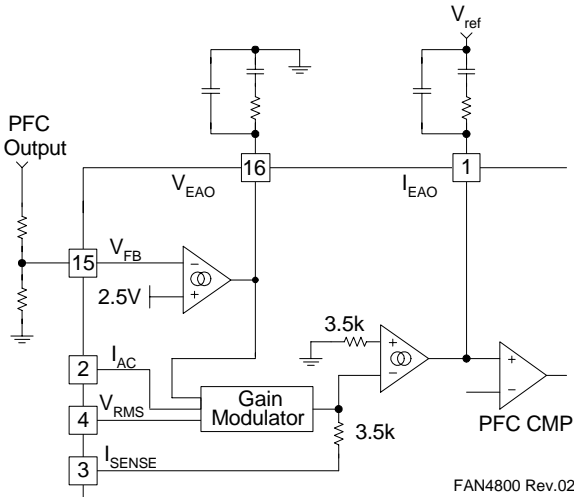 Vref
PFC
Output
16
1
VEAO
IEAO
15
VFB
2.5V
3.5k
2
IAC
Gain
Modulator
4
VRMS
3.5k
PFC CMP
3
ISENSE
FAN4800 Rev.02